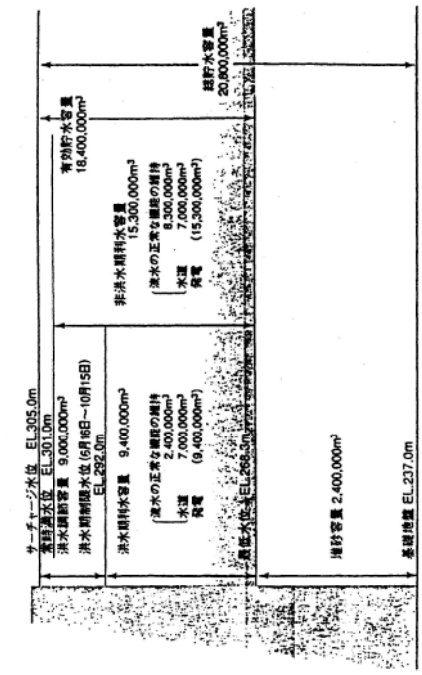 サーチャージ水位 EL.305.0m
常時満水位 EL.301.0m
洪水調節容量 9,000,000m³
洪水期制限水位(6月16日~10月15日)
EL.292.0m
洪水期利水容量 9,400,000m³
流水の正常な機能の維持
2,400,000m³
水道 7,000,000m³
発電 (9,400,000m³)
最低水位 EL.268.0m
堆砂容量 2,400,000m³
基礎地盤 EL.237.0m
非洪水期利水容量
15,300,000m³
流水の正常な機能の維持
8,300,000m³
水道 7,000,000m³
発電 (15,300,000m³)
有効貯水容量
18,400,000m³
総貯水容量
20,800,000m³